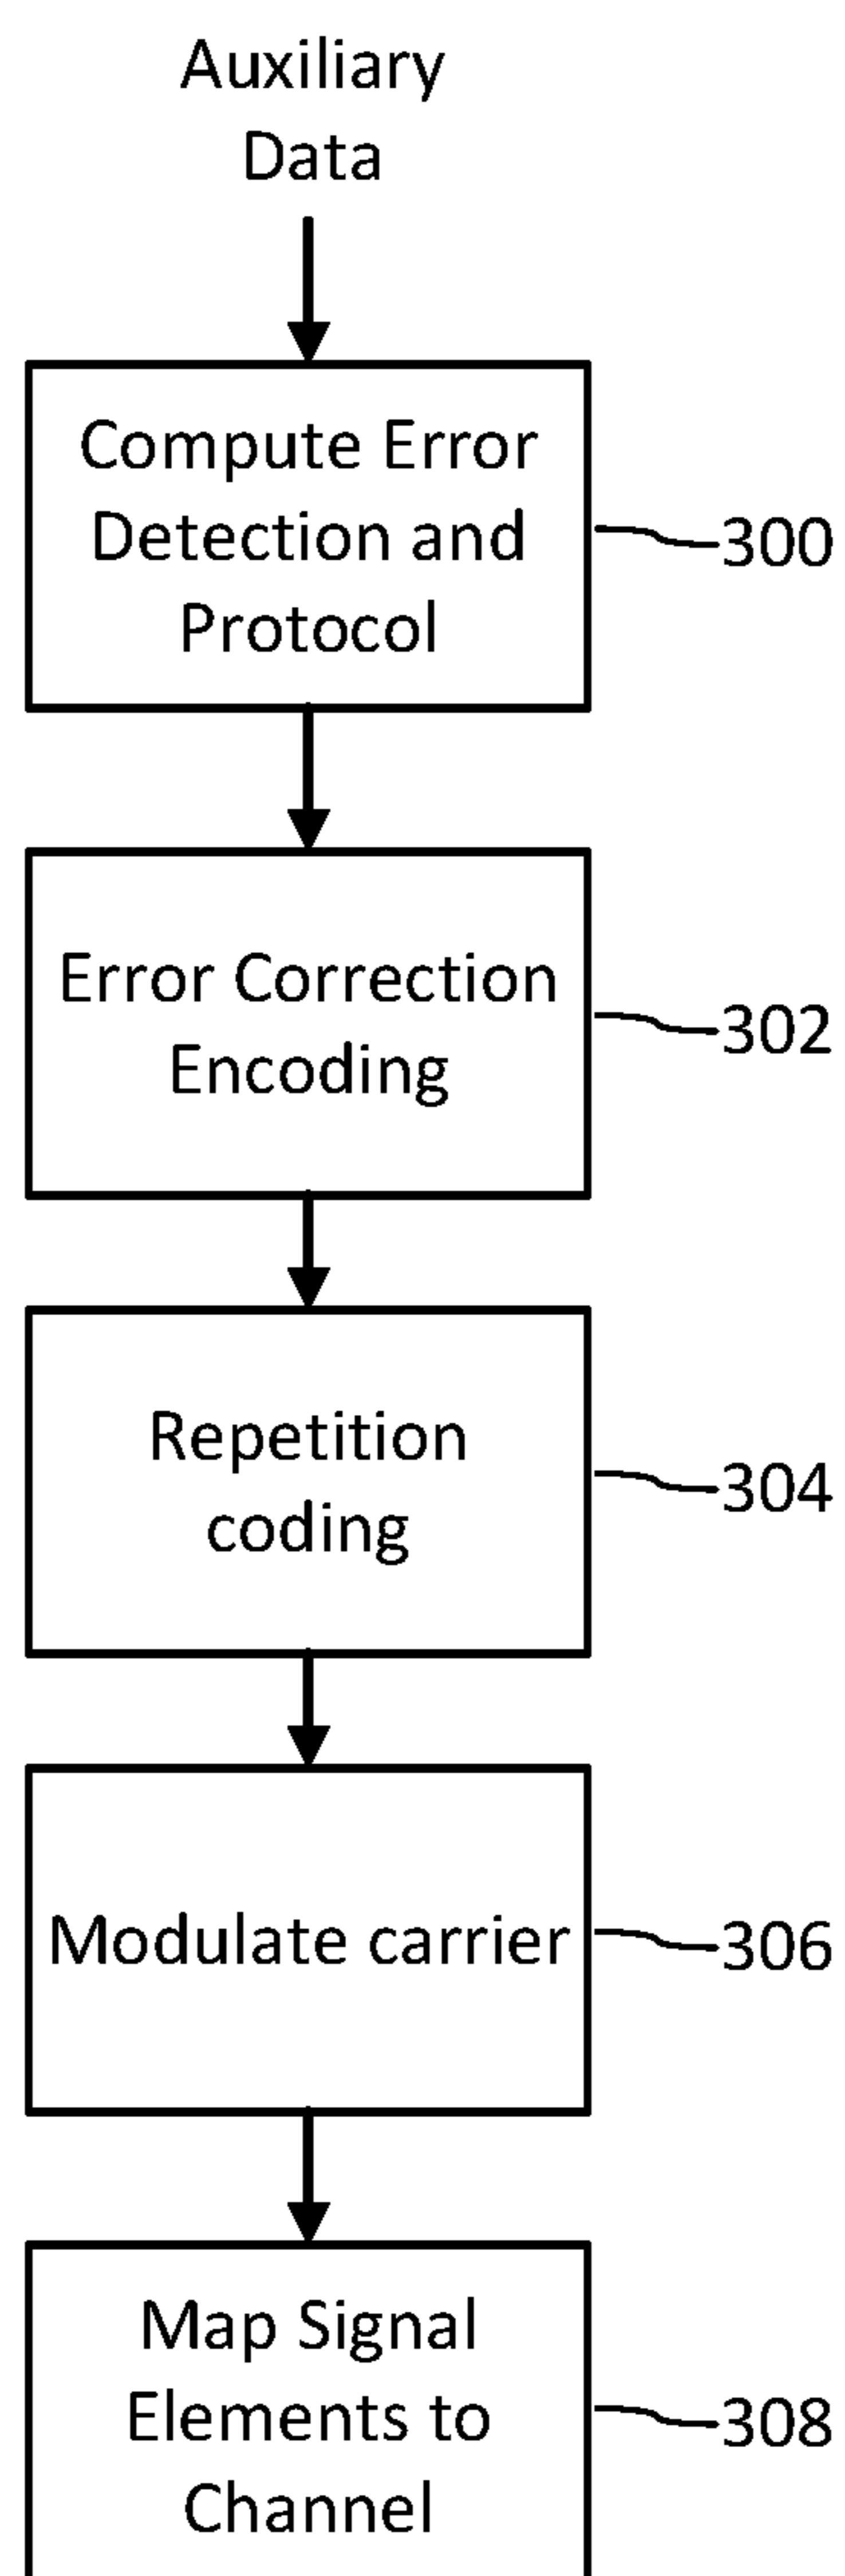 Auxiliary
Data
Compute Error
Detection and
Protocol
300
Error Correction
Encoding
302
Repetition
coding
304
Modulate carrier
306
Map Signal
Elements to
Channel
308